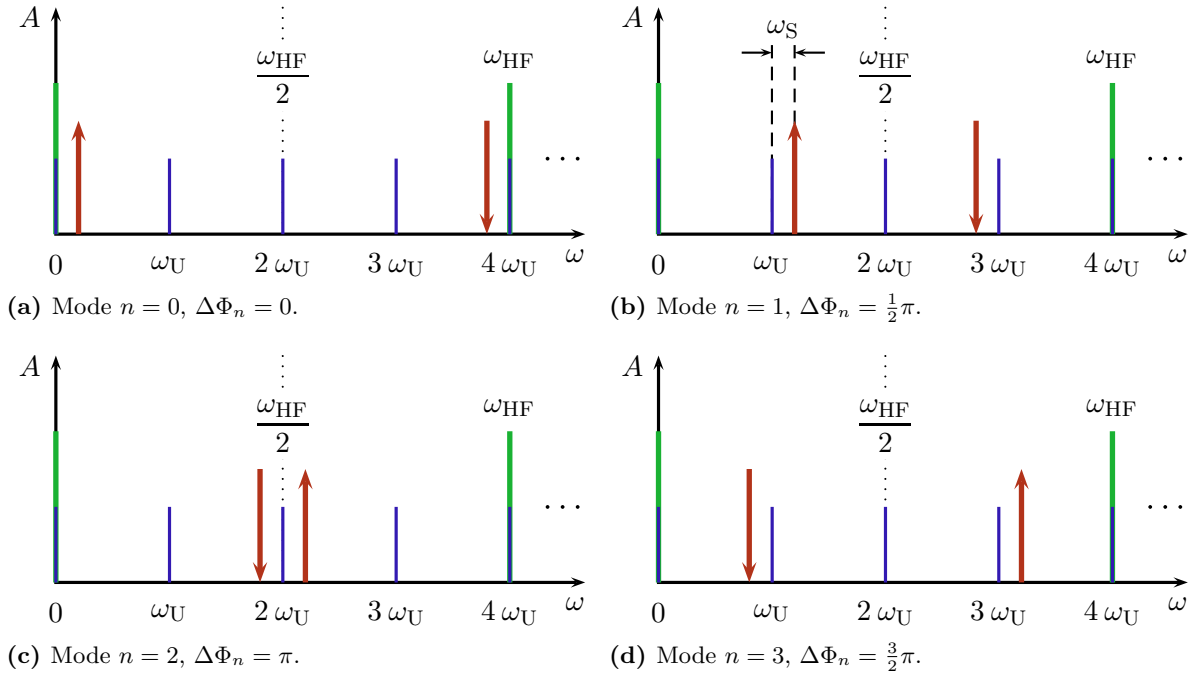 A
ω_HF/2
ω_HF
...
0 ω_U 2 ω_U 3 ω_U 4 ω_U ω
(a) Mode n = 0, ΔΦ_n = 0.
A
ω_S
ω_HF/2
ω_HF
...
0 ω_U 2 ω_U 3 ω_U 4 ω_U ω
(b) Mode n = 1, ΔΦ_n = ½π.
A
ω_HF/2
ω_HF
...
0 ω_U 2 ω_U 3 ω_U 4 ω_U ω
(c) Mode n = 2, ΔΦ_n = π.
A
ω_HF/2
ω_HF
...
0 ω_U 2 ω_U 3 ω_U 4 ω_U ω
(d) Mode n = 3, ΔΦ_n = 3/2π.